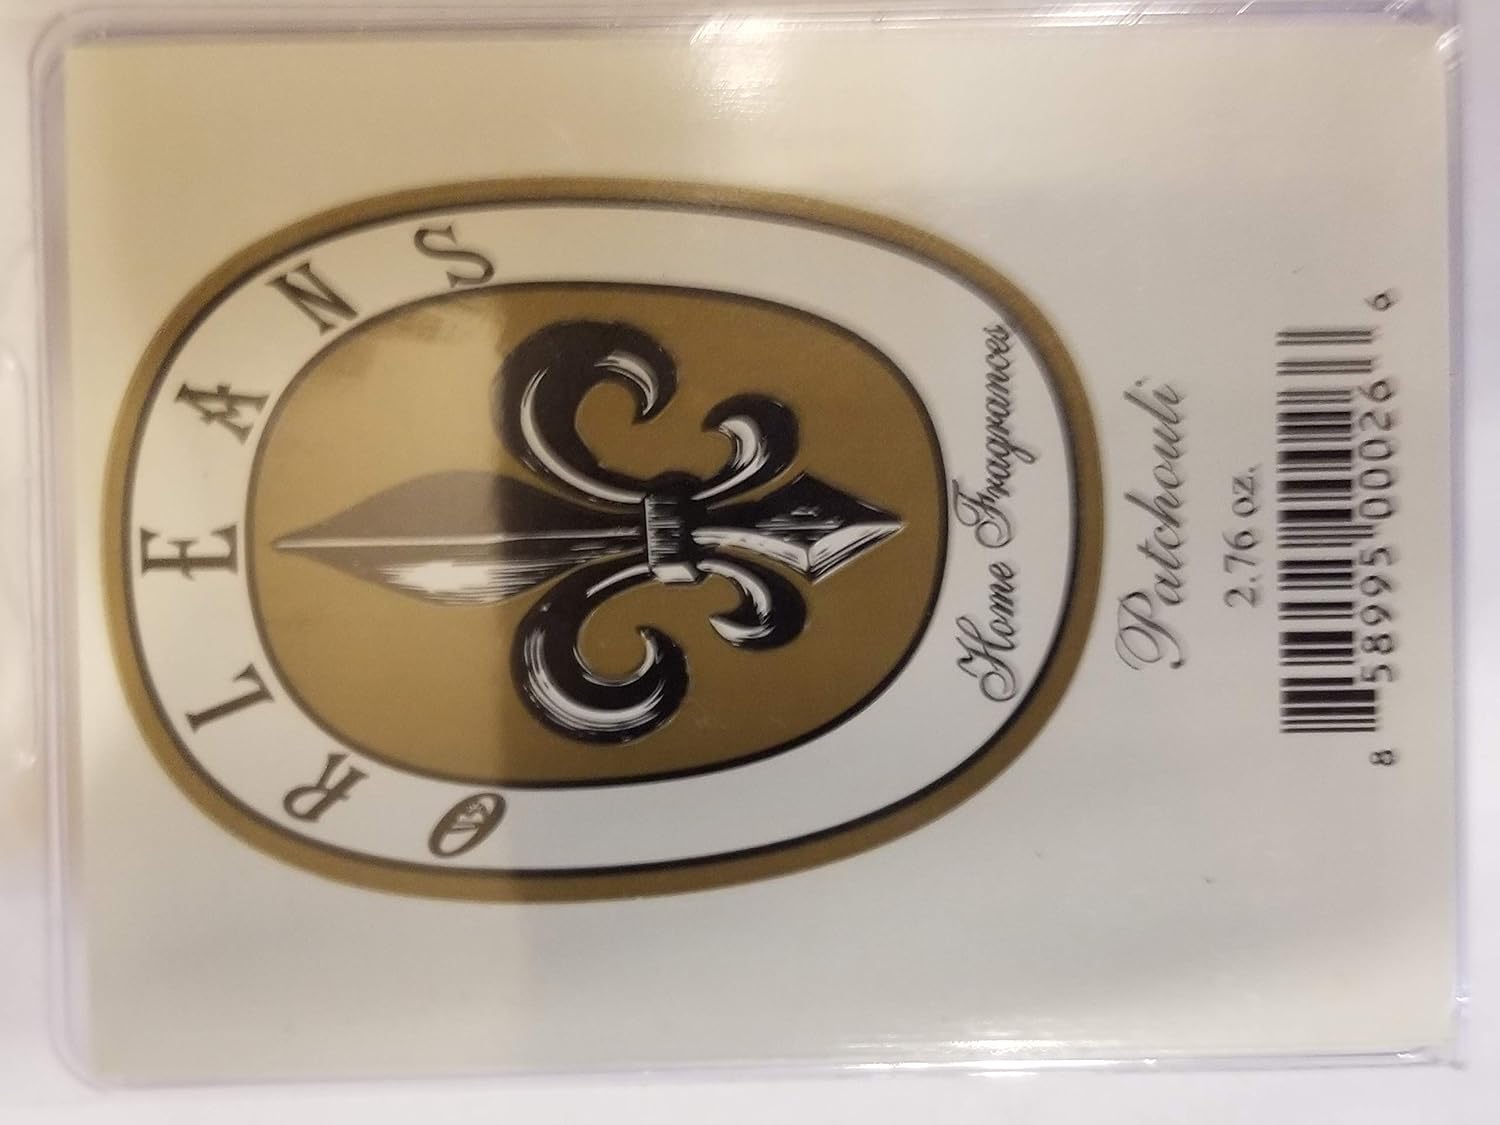 ORLEANS
Home Fragrances
Patchouli
2.76 oz.
8 58995 00026 6